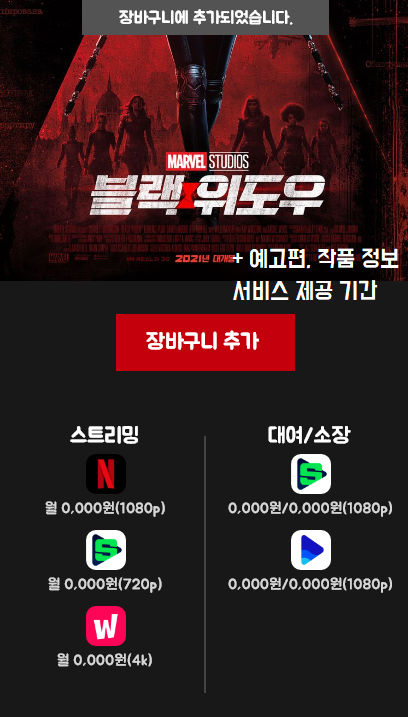 장바구니에 추가되었습니다.
MARVEL STUDIOS
블랙 위도우
2021년 대개봉
+ 예고편, 작품 정보
서비스 제공 기간
장바구니 추가
스트리밍
대여/소장
N
월 0,000원(1080p)
S
0,000원/0,000원(1080p)
S
월 0,000원(720p)
0,000원/0,000원(1080p)
W
월 0,000원(4k)